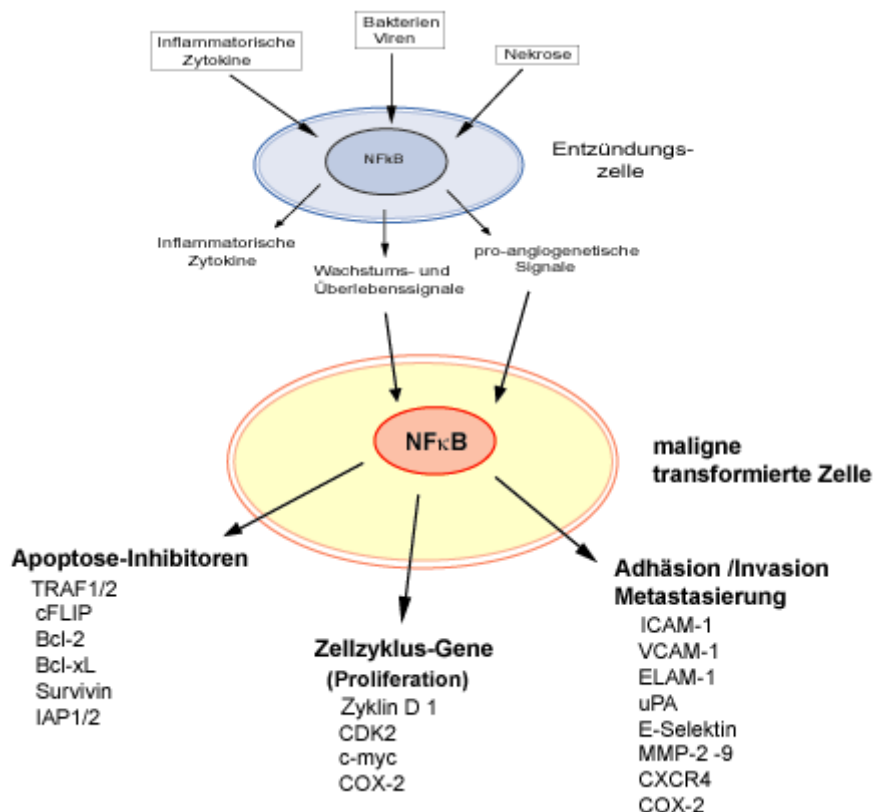 Inflammatorische
Zytokine
Bakterien
Viren
Nekrose
NFkB
Entzündungs-
zelle
Inflammatorische
Zytokine
Wachstums- und
Überlebenssignale
pro-angiogenetische
Signale
NFκB
maligne
transformierte Zelle
Apoptose-Inhibitoren
TRAF1/2
cFLIP
Bcl-2
Bcl-xL
Survivin
IAP1/2
Zellzyklus-Gene
(Proliferation)
Zyklin D 1
CDK2
c-myc
COX-2
Adhäsion /Invasion
Metastasierung
ICAM-1
VCAM-1
ELAM-1
uPA
E-Selektin
MMP-2 -9
CXCR4
COX-2